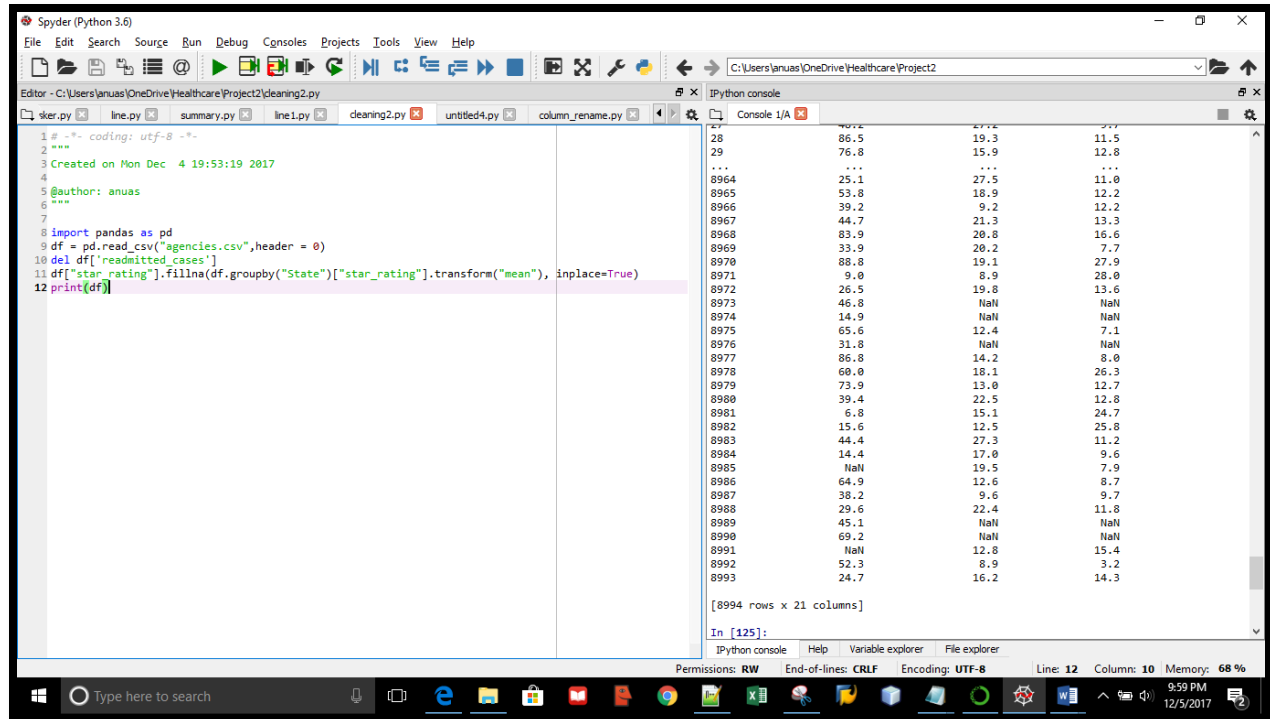 Spyder (Python 3.6)
File Edit Search Source Run Debug Consoles Projects Tools View Help
C:\Users\anuas\OneDrive\Healthcare\Project2
Editor - C:\Users\anuas\OneDrive\Healthcare\Project2\cleaning2.py
sker.py line.py summary.py line1.py cleaning2.py untitled4.py column_rename.py
1 # -*- coding: utf-8 -*-
2 """
3 Created on Mon Dec  4 19:53:19 2017
4
5 @author: anuas
6 """
7
8 import pandas as pd
9 df = pd.read_csv("agencies.csv",header = 0)
10 del df['readmitted_cases']
11 df["star_rating"].fillna(df.groupby("State")["star_rating"].transform("mean"), inplace=True)
12 print(df)
IPython console
Console 1/A
28 86.5 19.3 11.5
29 76.8 15.9 12.8
... ... ... ...
8964 25.1 27.5 11.0
8965 53.8 18.9 12.2
8966 39.2 9.2 12.2
8967 44.7 21.3 13.3
8968 83.9 20.8 16.6
8969 33.9 20.2 7.7
8970 88.8 19.1 27.9
8971 9.0 8.9 28.0
8972 26.5 19.8 13.6
8973 46.8 NaN NaN
8974 14.9 NaN NaN
8975 65.6 12.4 7.1
8976 31.8 NaN NaN
8977 86.8 14.2 8.0
8978 60.0 18.1 26.3
8979 73.9 13.0 12.7
8980 39.4 22.5 12.8
8981 6.8 15.1 24.7
8982 15.6 12.5 25.8
8983 44.4 27.3 11.2
8984 14.4 17.0 9.6
8985 NaN 19.5 7.9
8986 64.9 12.6 8.7
8987 38.2 9.6 9.7
8988 29.6 22.4 11.8
8989 45.1 NaN NaN
8990 69.2 NaN NaN
8991 NaN 12.8 15.4
8992 52.3 8.9 3.2
8993 24.7 16.2 14.3
[8994 rows x 21 columns]
In [125]:
IPython console Help Variable explorer File explorer
Permissions: RW End-of-lines: CRLF Encoding: UTF-8 Line: 12 Column: 10 Memory: 68 %
Type here to search
9:59 PM
12/5/2017